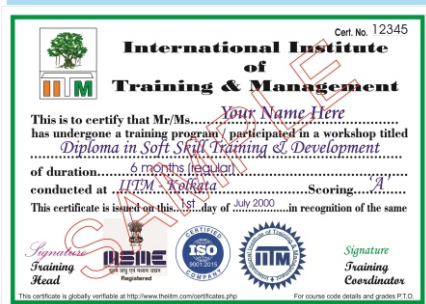 Cert. No. 12345
International Institute
of
Training & Management
IITM
This is to certify that Mr/Ms.....Your Name Here.....
has undergone a training program / participated in a workshop titled
Diploma in Soft Skill Training & Development
of duration.....6 months (regular).....
conducted at ..IITM - Kolkata..... Scoring..'A'.....
This certificate is issued on this...1st...day of July 2000.....in recognition of the same
SAMPLE
Signature
Training
Head
MSME
Registered
CERTIFIED
ISO
9001:2015
COMPANY
IITM
Signature
Training
Coordinator
This certificate is globally verifiable at http://www.theiitm.com/certificates.php
For course code details and grades P.T.O.